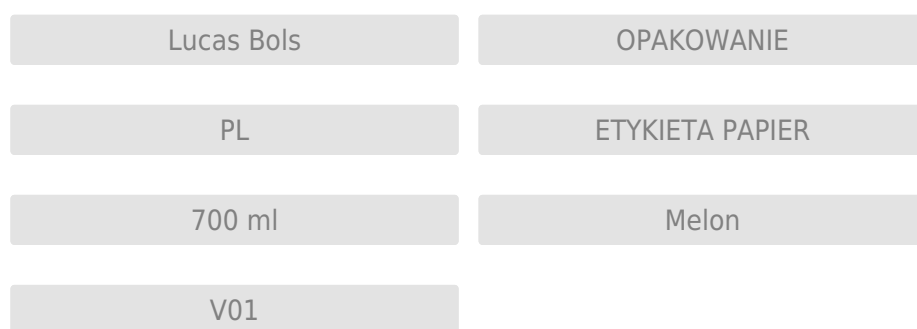 Lucas Bols
OPAKOWANIE
PL
ETYKIETA PAPIER
700 ml
Melon
V01